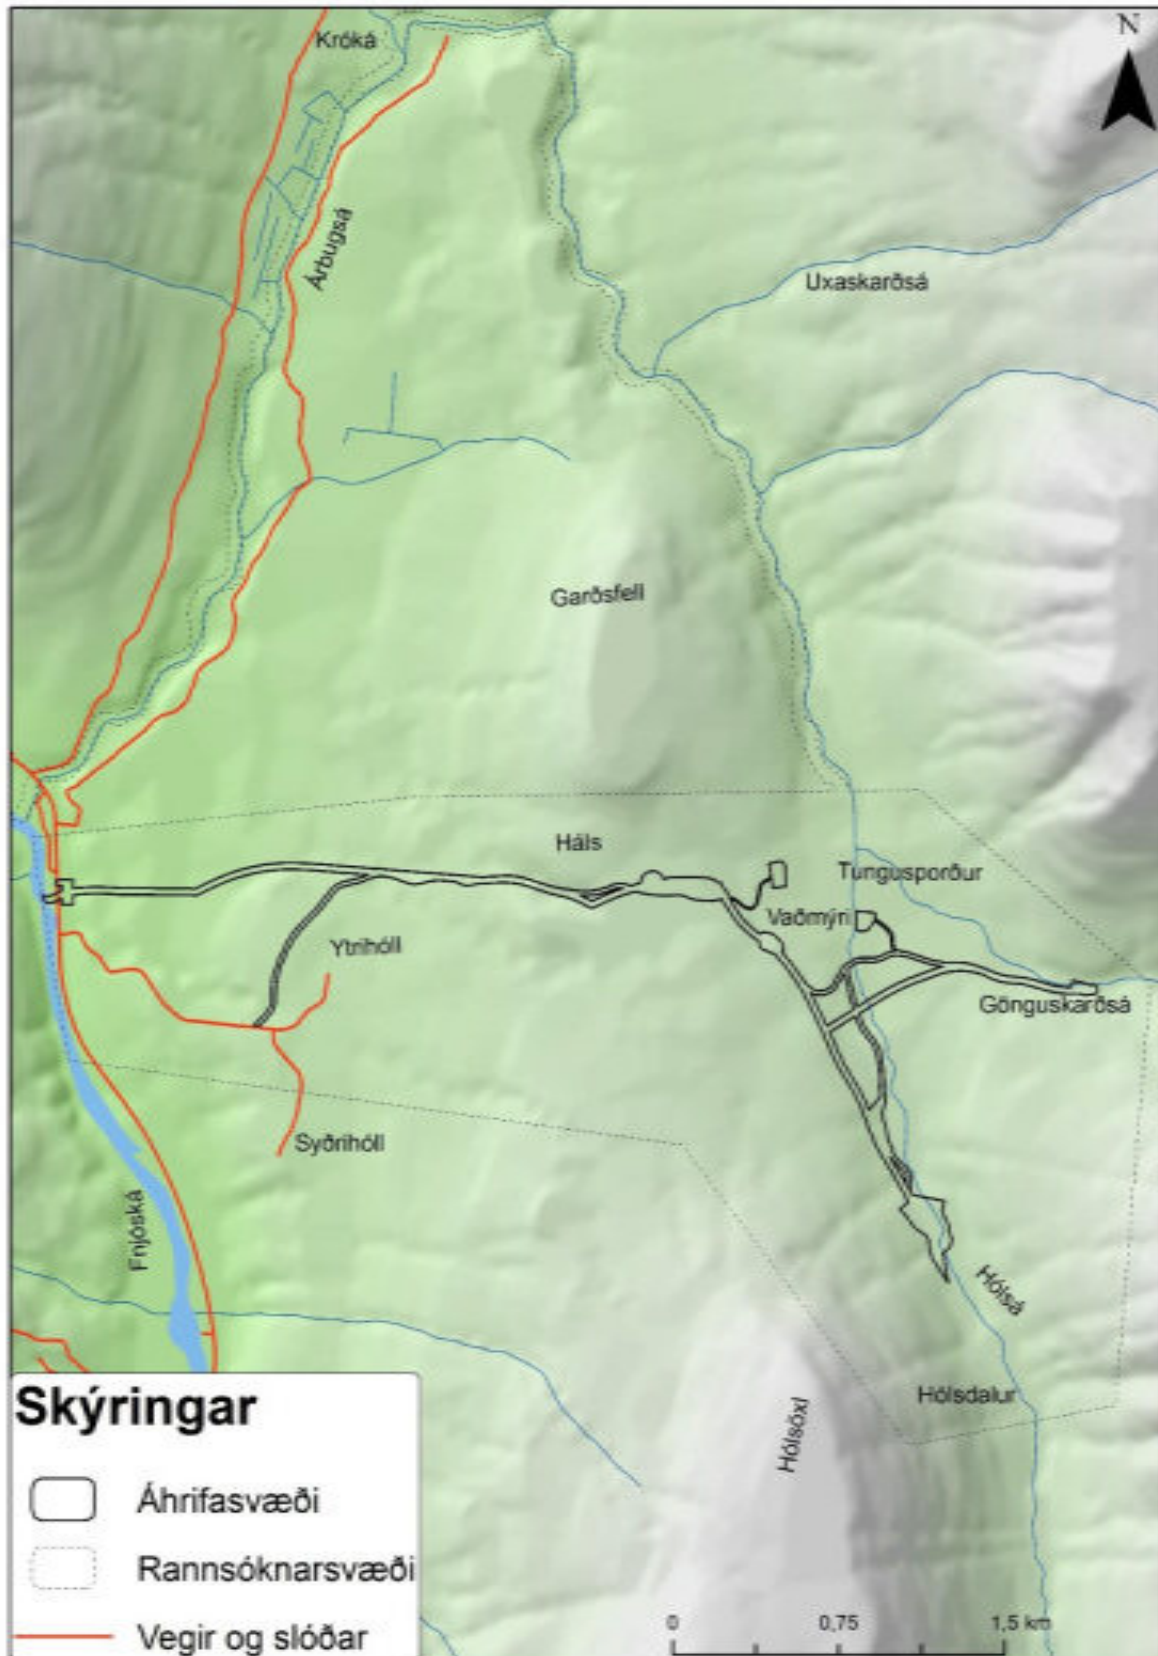 N
Króká
Árbugsá
Uxaskarðsá
Garðsfell
Háls
Tungusporður
Vaðmýri
Ytrihóll
Gönguskarðsá
Syðrihóll
Fnjóská
Hólsá
Hólsdalur
Hólsöxl
Skýringar
Áhrifasvæði
Rannsóknarsvæði
Vegir og slóðar
0 0,75 1,5 km